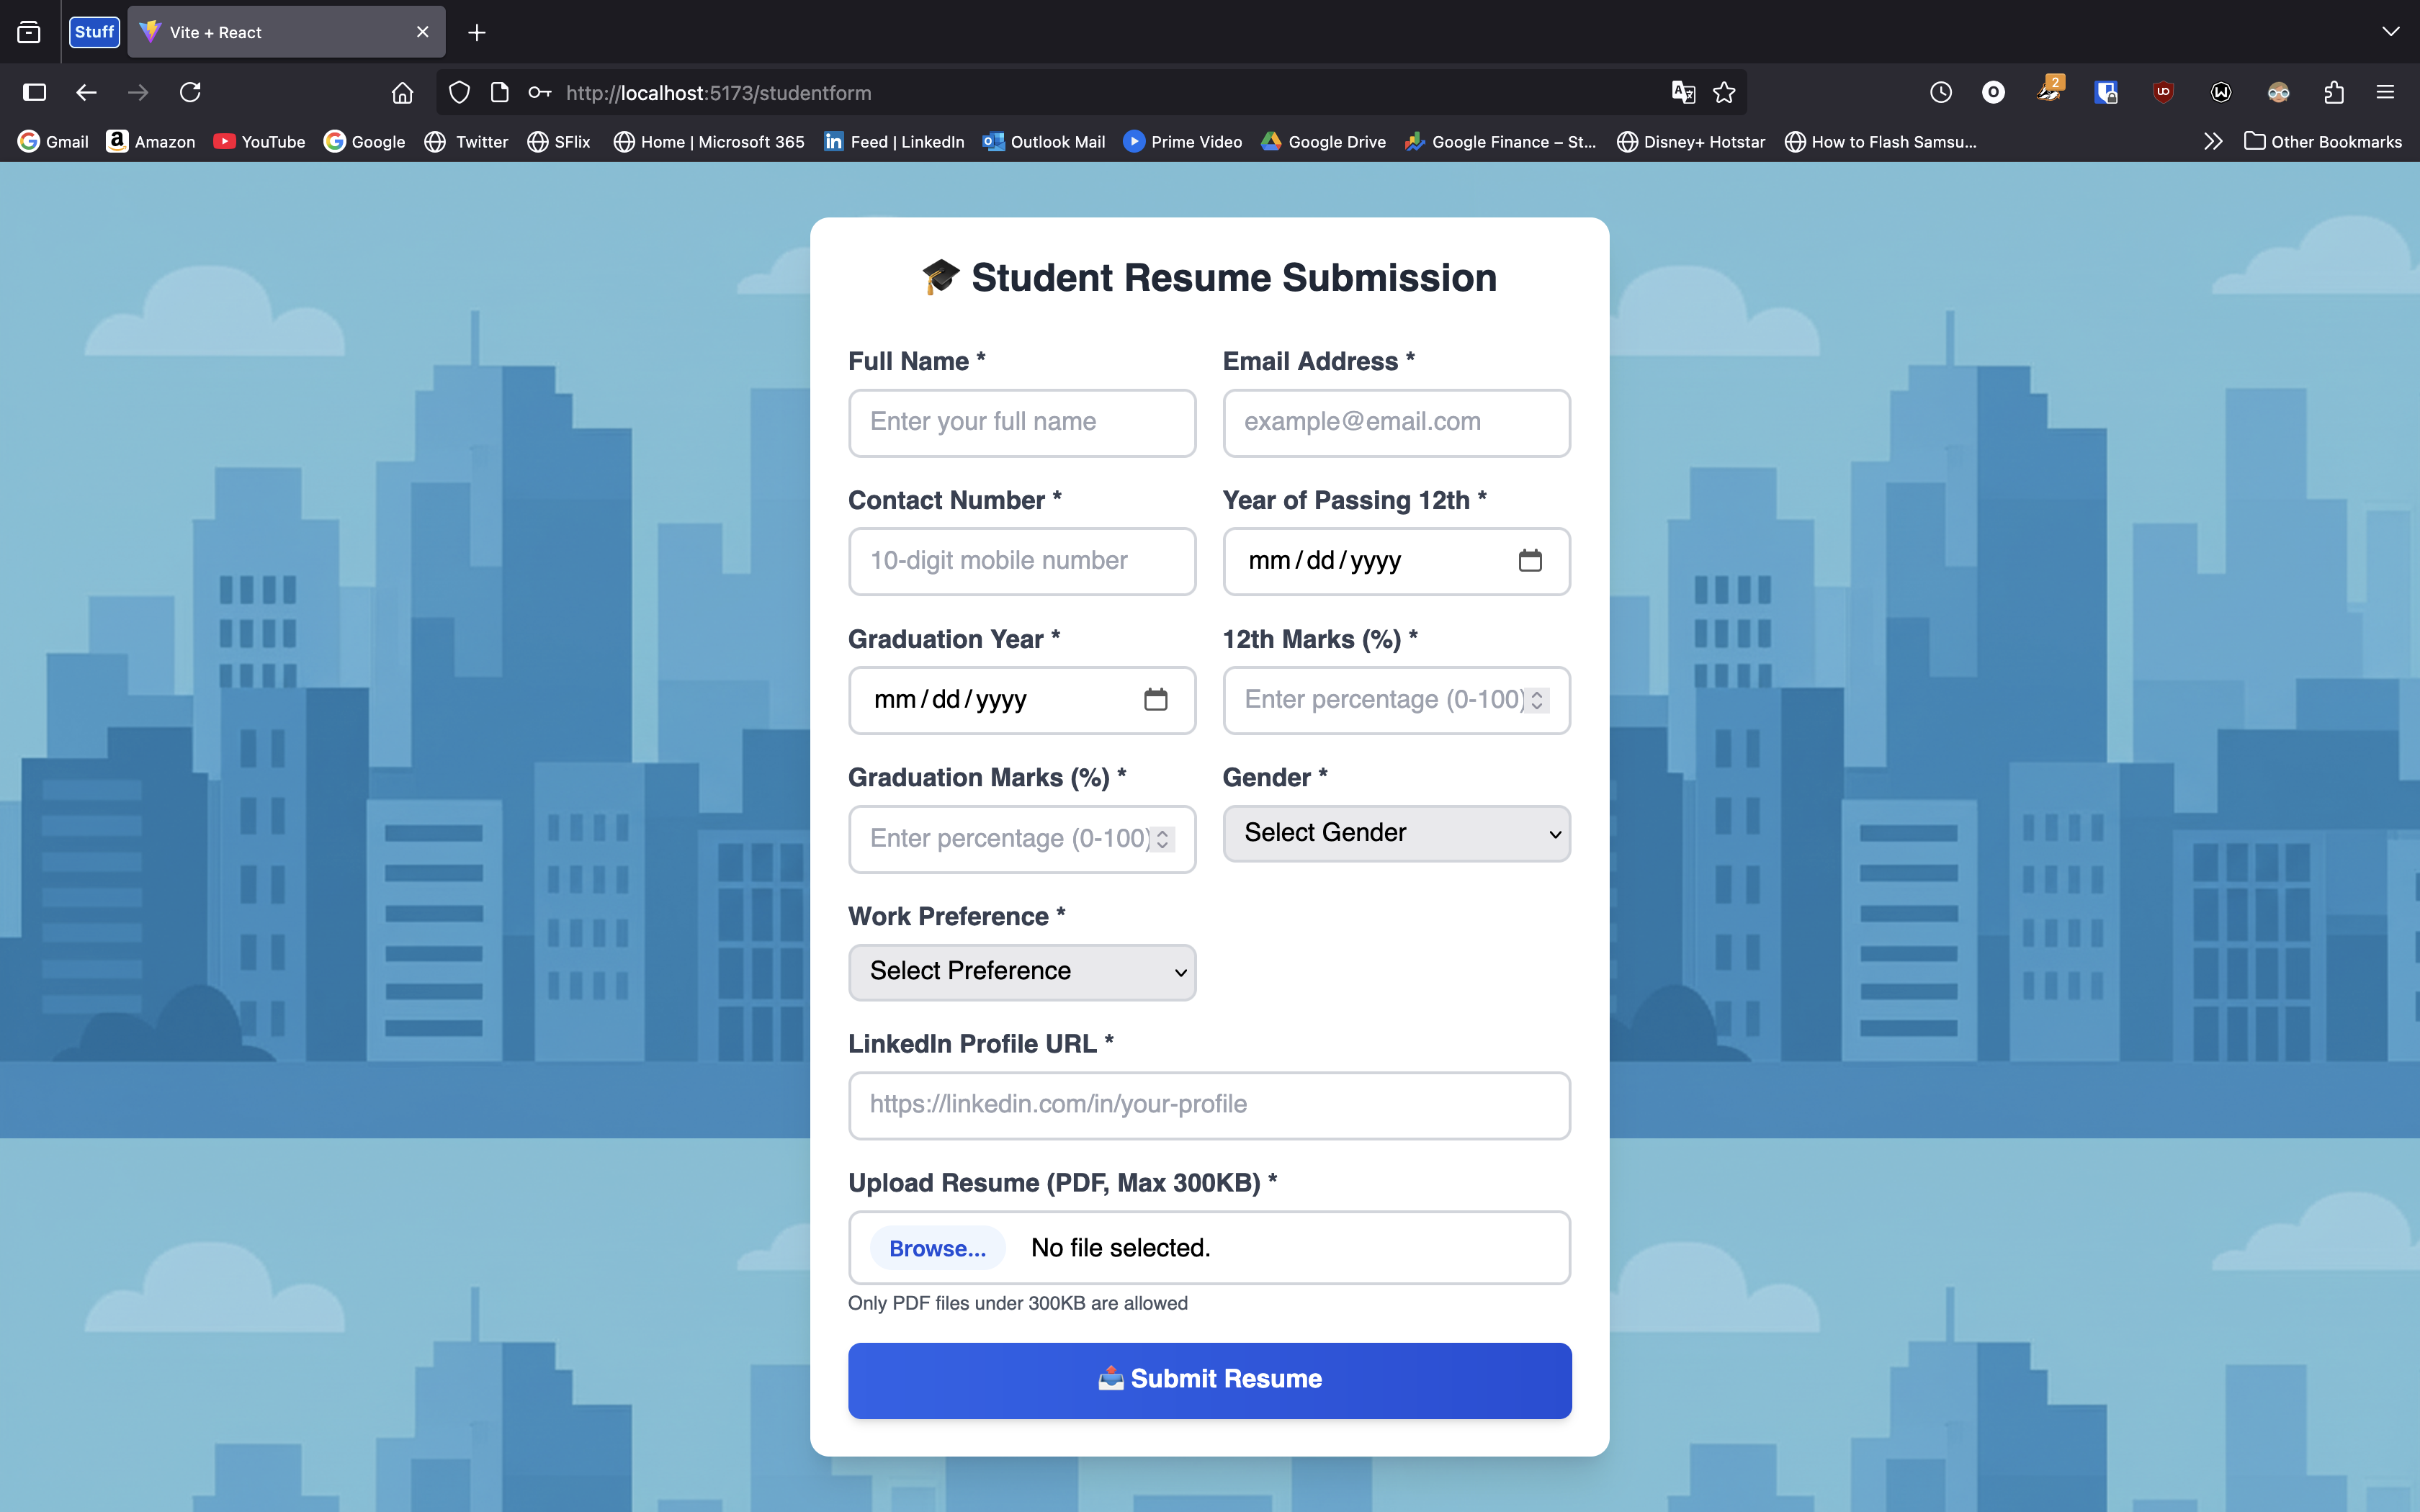 Stuff
Vite + React
http://localhost:5173/studentform
2
Gmail
Amazon
YouTube
Google
Twitter
SFlix
Home | Microsoft 365
Feed | LinkedIn
Outlook Mail
Prime Video
Google Drive
Google Finance – St...
Disney+ Hotstar
How to Flash Samsu...
Other Bookmarks
🎓 Student Resume Submission
Full Name *
Email Address *
Enter your full name
example@email.com
Contact Number *
Year of Passing 12th *
10-digit mobile number
mm/dd/yyyy
Graduation Year *
12th Marks (%) *
mm/dd/yyyy
Enter percentage (0-100)
Graduation Marks (%) *
Gender *
Enter percentage (0-100)
Select Gender
Work Preference *
Select Preference
LinkedIn Profile URL *
https://linkedin.com/in/your-profile
Upload Resume (PDF, Max 300KB) *
Browse...
No file selected.
Only PDF files under 300KB are allowed
📤 Submit Resume